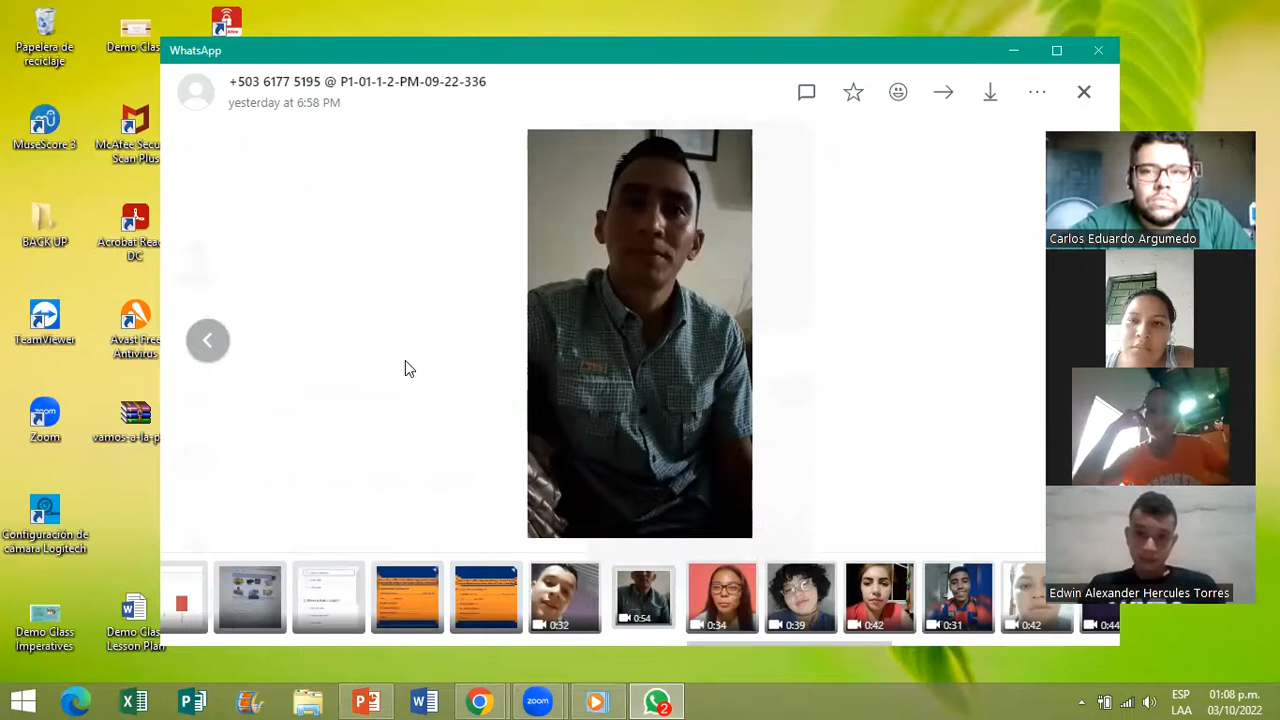 Papelera de
reciclaje
Demo Clas
WhatsApp
+503 6177 5195 @ P1-01-1-2-PM-09-22-336
yesterday at 6:58 PM
MuseScore 3
McAfee Secu
Scan Plus
BACK UP
Acrobat Rea
DC
TeamViewer
Avast Free
Antivirus
Zoom
vamos-a-la-p
Configuración de
cámara Logitech
Demo Class
Imperatives
Demo Clas
Lesson Plan
Carlos Eduardo Argumedo
Edwin Alexander Hercules Torres
0:32
0:54
0:34
0:39
0:42
0:31
0:42
0:44
zoom
2
ESP
LAA
01:08 p.m.
03/10/2022